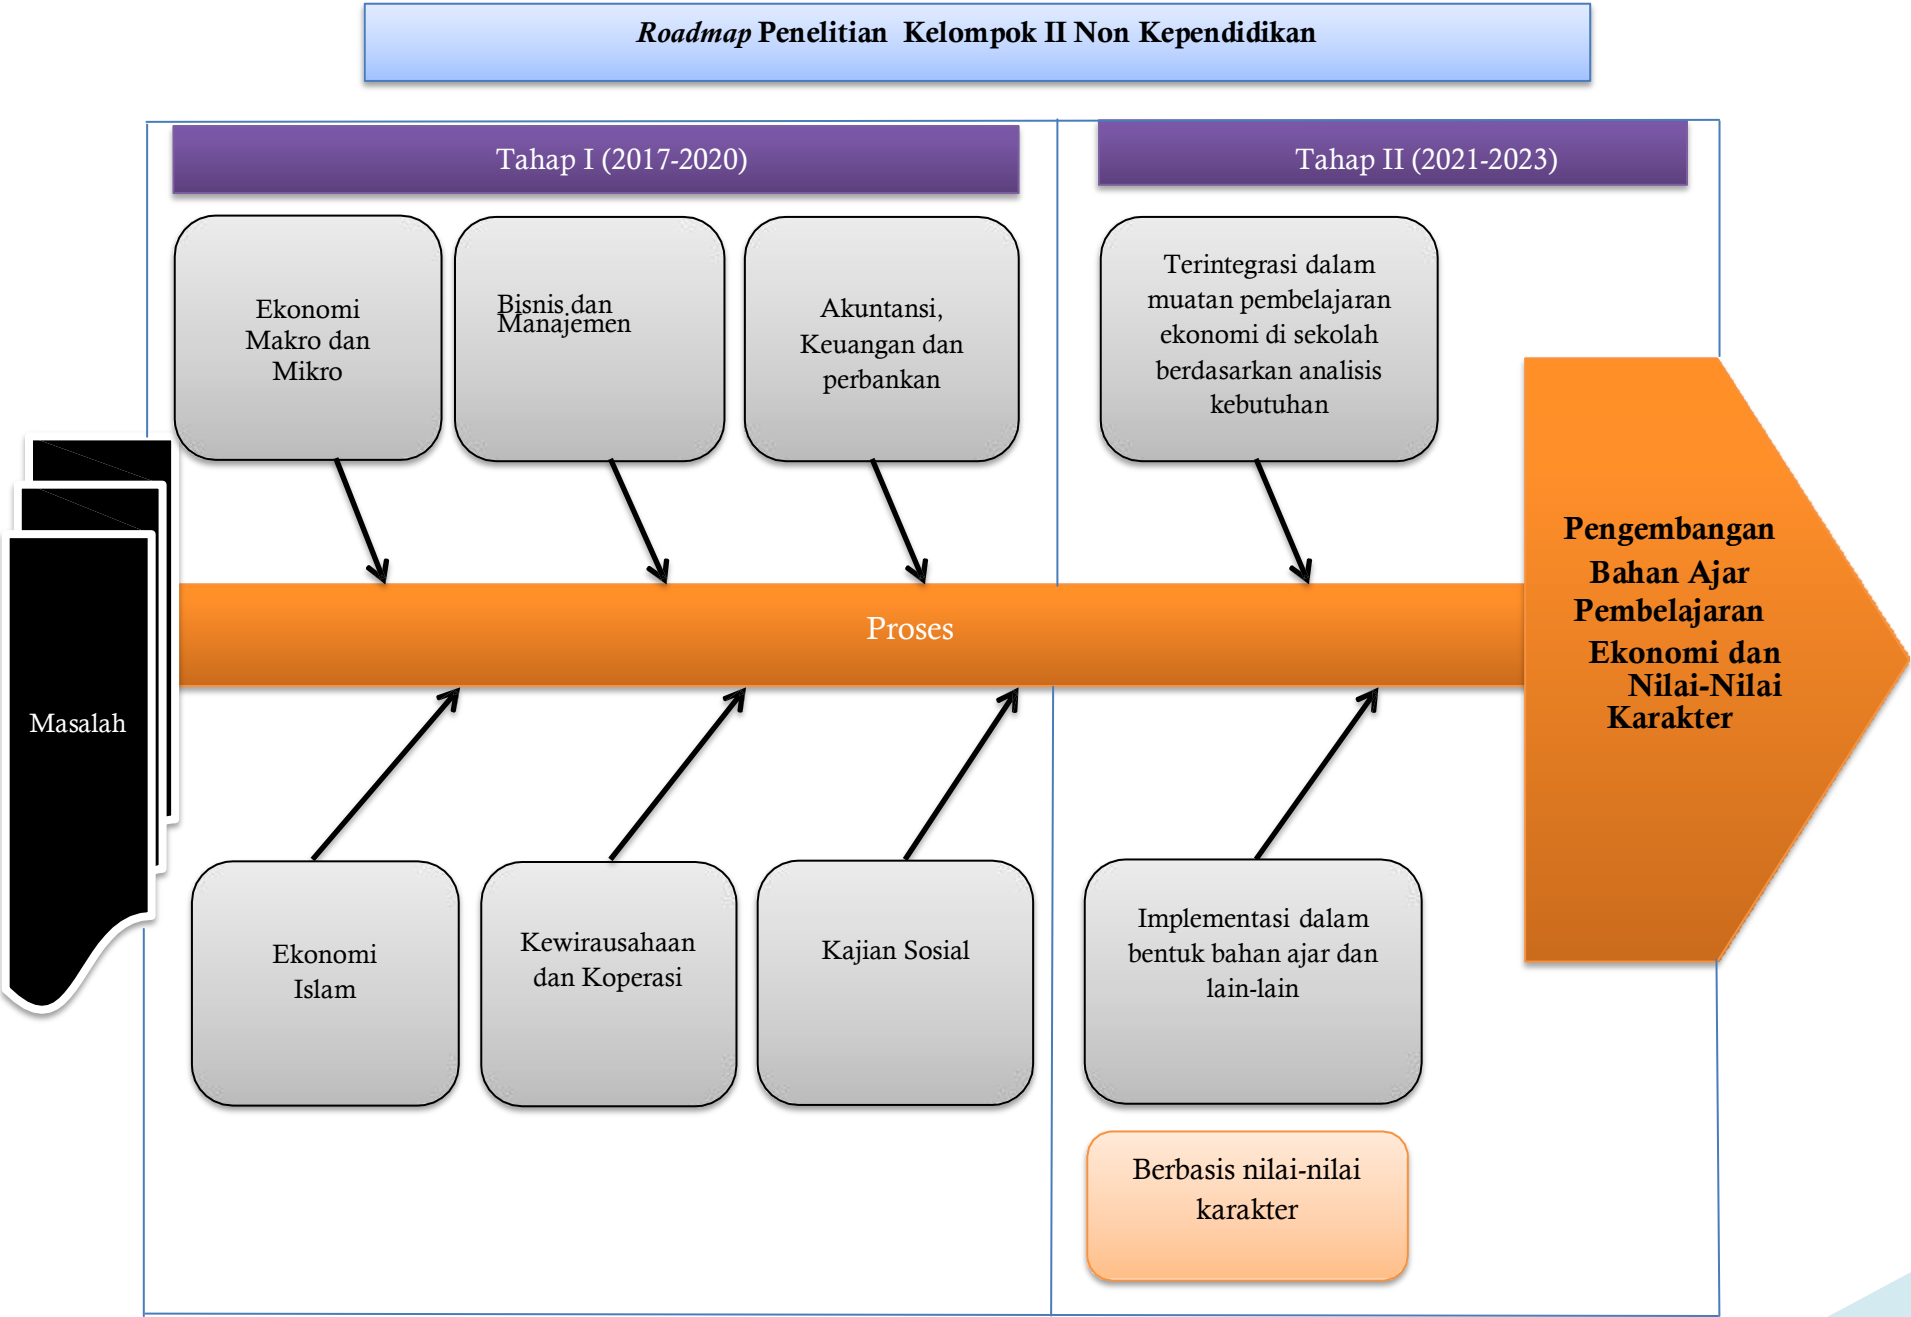 Roadmap Penelitian Kelompok II Non Kependidikan
Tahap I (2017-2020)
Tahap II (2021-2023)
Ekonomi
Makro dan
Mikro
Bisnis dan
Manajemen
Akuntansi,
Keuangan dan
perbankan
Terintegrasi dalam
muatan pembelajaran
ekonomi di sekolah
berdasarkan analisis
kebutuhan
Masalah
Proses
Pengembangan
Bahan Ajar
Pembelajaran
Ekonomi dan
Nilai-Nilai
Karakter
Ekonomi
Islam
Kewirausahaan
dan Koperasi
Kajian Sosial
Implementasi dalam
bentuk bahan ajar dan
lain-lain
Berbasis nilai-nilai
karakter